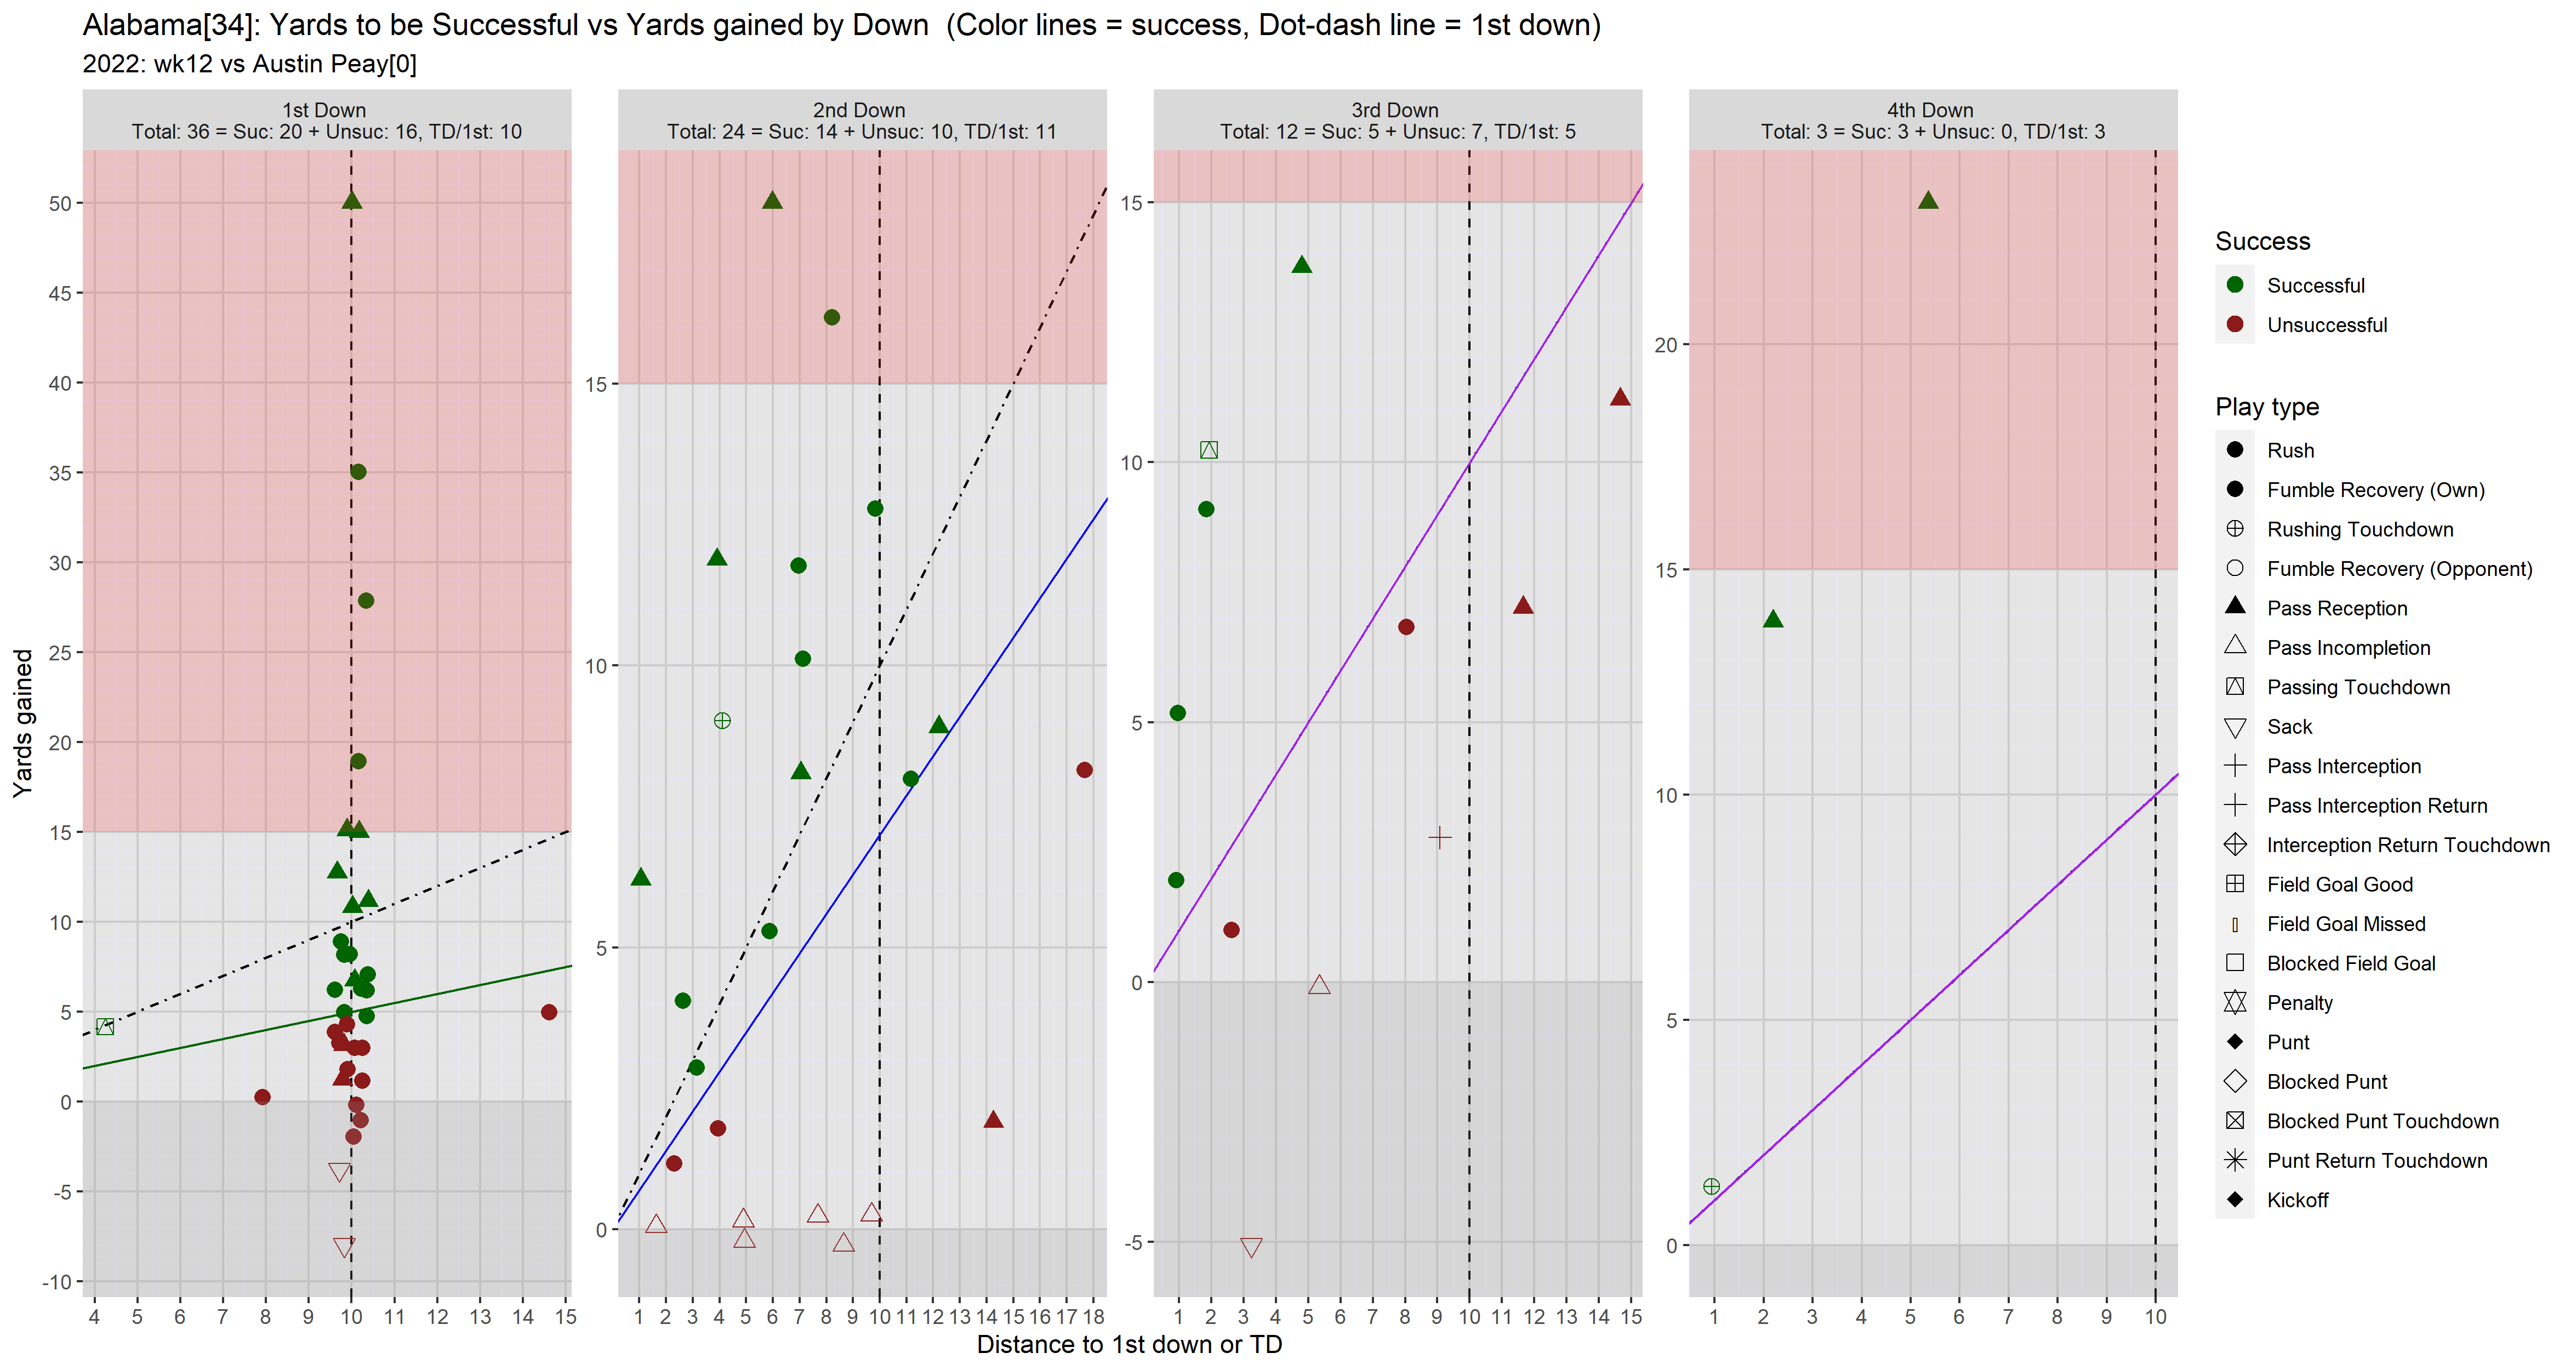 Alabama[34]: Yards to be Successful vs Yards gained by Down  (Color lines = success, Dot-dash line = 1st down)
2022: wk12 vs Austin Peay[0]
1st Down
Total: 36 = Suc: 20 + Unsuc: 16, TD/1st: 10
2nd Down
Total: 24 = Suc: 14 + Unsuc: 10, TD/1st: 11
3rd Down
Total: 12 = Suc: 5 + Unsuc: 7, TD/1st: 5
4th Down
Total: 3 = Suc: 3 + Unsuc: 0, TD/1st: 3
Yards gained
50
45
40
35
30
25
20
15
10
5
0
-5
-10
4 5 6 7 8 9 10 11 12 13 14 15
15
10
5
0
1 2 3 4 5 6 7 8 9 10 11 12 13 14 15 16 17 18
15
10
5
0
-5
1 2 3 4 5 6 7 8 9 10 11 12 13 14 15
20
15
10
5
0
1 2 3 4 5 6 7 8 9 10
Distance to 1st down or TD
Success
Successful
Unsuccessful
Play type
Rush
Fumble Recovery (Own)
Rushing Touchdown
Fumble Recovery (Opponent)
Pass Reception
Pass Incompletion
Passing Touchdown
Sack
Pass Interception
Pass Interception Return
Interception Return Touchdown
Field Goal Good
Field Goal Missed
Blocked Field Goal
Penalty
Punt
Blocked Punt
Blocked Punt Touchdown
Punt Return Touchdown
Kickoff